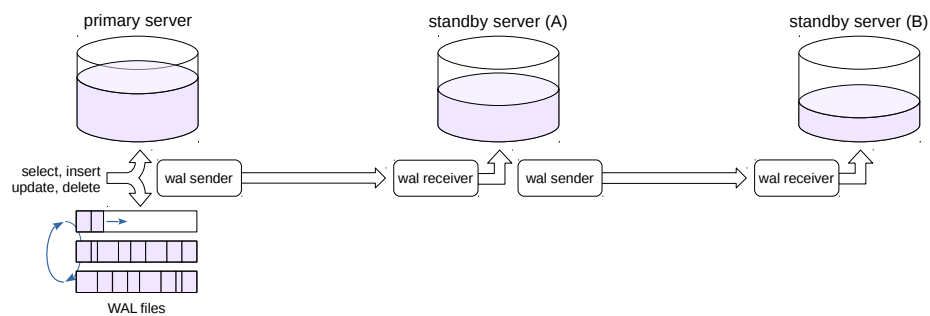 primary server
standby server (A)
standby server (B)
select, insert
update, delete
wal sender
wal receiver
wal sender
wal receiver
WAL files